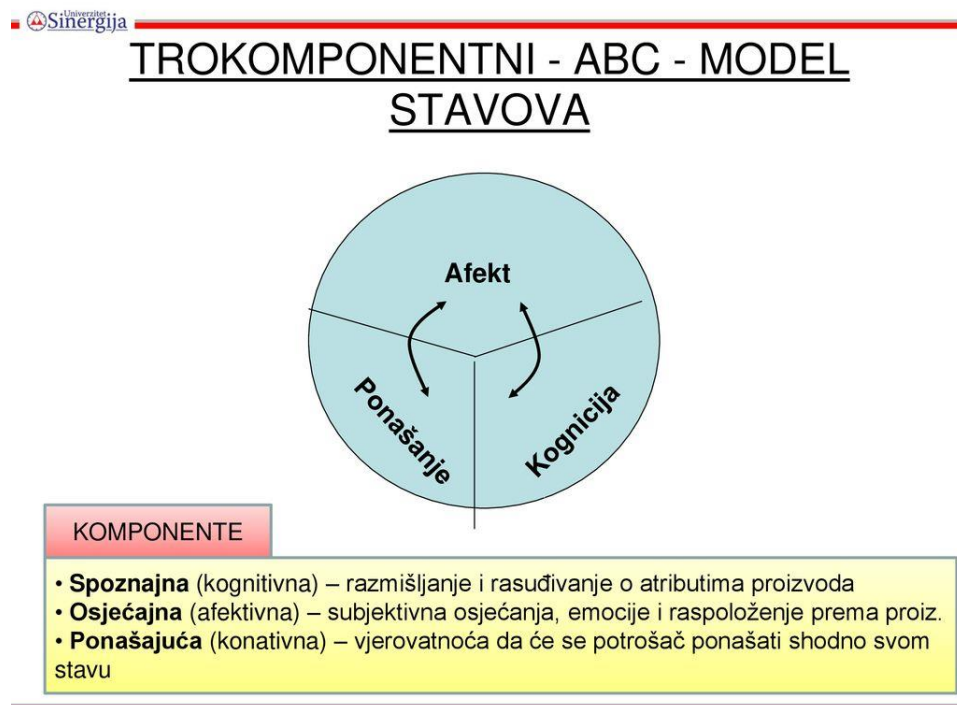 Univerzitet
Sinergija
TROKOMPONENTNI - ABC - MODEL
STAVOVA
Afekt
Ponašanje
Kognicija
KOMPONENTE
• Spoznajna (kognitivna) – razmišljanje i rasuđivanje o atributima proizvoda
• Osjećajna (afektivna) – subjektivna osjećanja, emocije i raspoloženje prema proiz.
• Ponašajuća (konativna) – vjerovatnoća da će se potrošač ponašati shodno svom
stavu